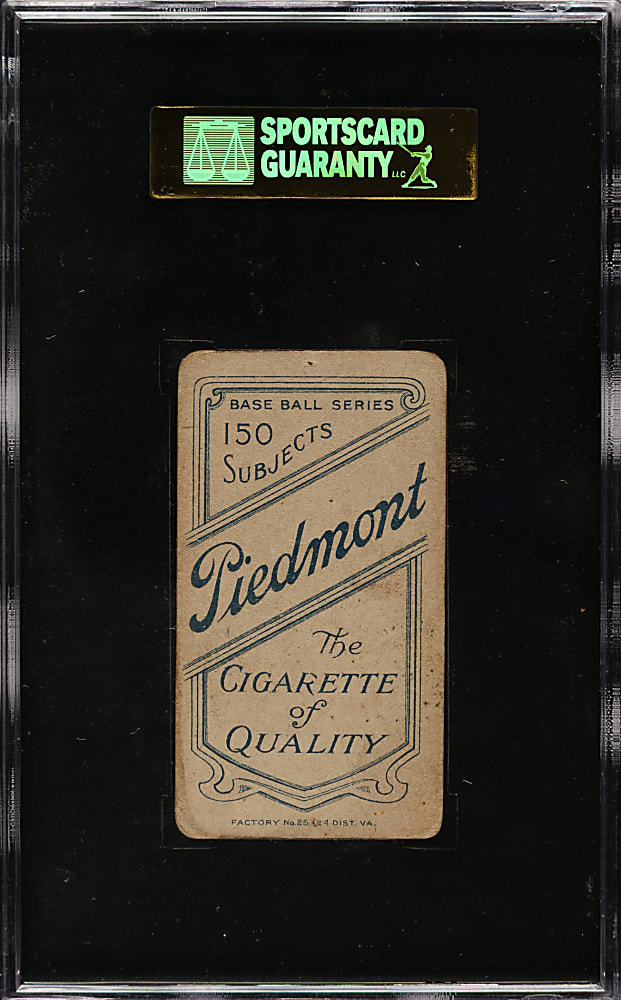 SPORTSCARD
GUARANTY LLC
BASE BALL SERIES
150
SUBJECTS
Piedmont
The
CIGARETTE
of
QUALITY
FACTORY No. 25, 24 DIST. VA.